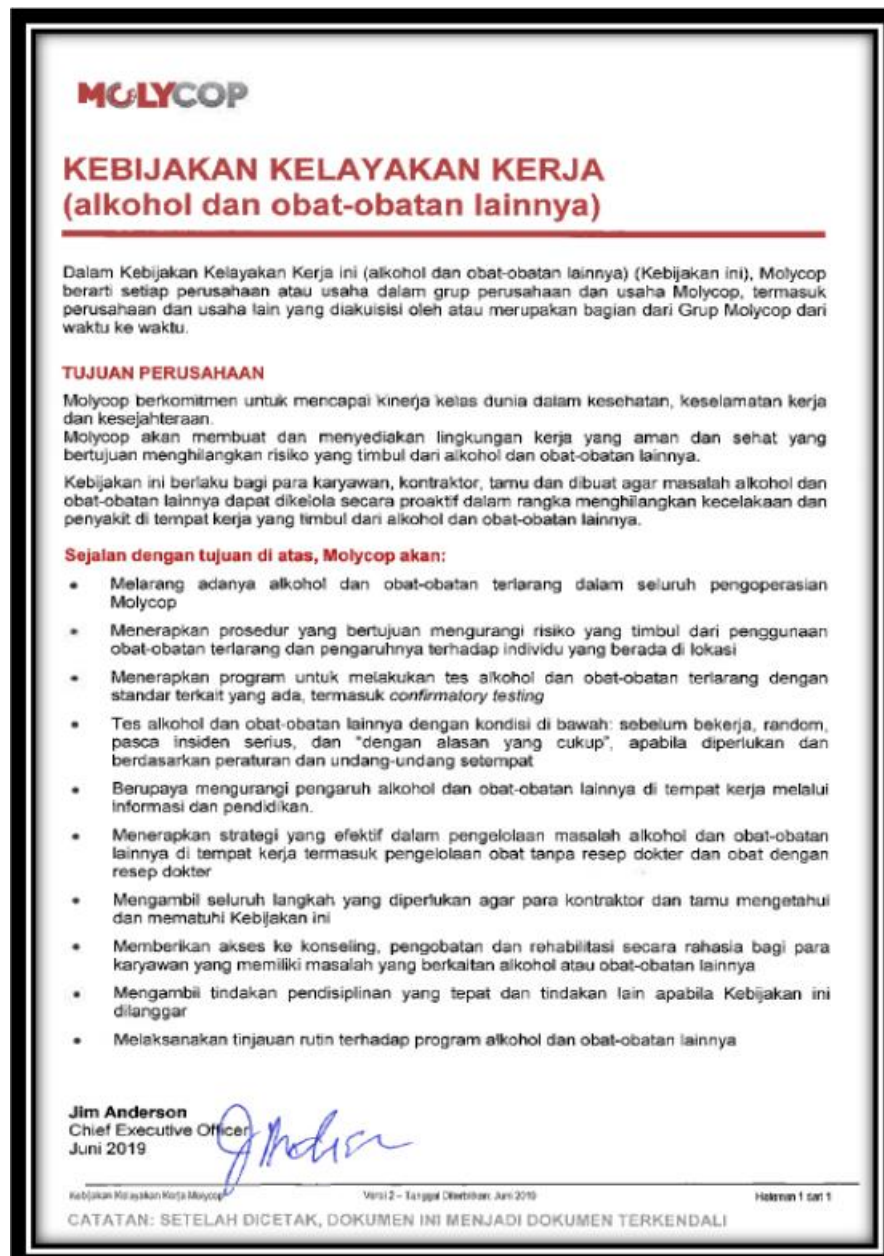 MOLYCOP
KEBIJAKAN KELAYAKAN KERJA
(alkohol dan obat-obatan lainnya)
Dalam Kebijakan Kelayakan Kerja ini (alkohol dan obat-obatan lainnya) (Kebijakan ini), Molycop
berarti setiap perusahaan atau usaha dalam grup perusahaan dan usaha Molycop, termasuk
perusahaan dan usaha lain yang diakuisisi oleh atau merupakan bagian dari Grup Molycop dari
waktu ke waktu.
TUJUAN PERUSAHAAN
Molycop berkomitmen untuk mencapai kinerja kelas dunia dalam kesehatan, keselamatan kerja
dan kesejahteraan.
Molycop akan membuat dan menyediakan lingkungan kerja yang aman dan sehat yang
bertujuan menghilangkan risiko yang timbul dari alkohol dan obat-obatan lainnya.
Kebijakan ini berlaku bagi para karyawan, kontraktor, tamu dan dibuat agar masalah alkohol dan
obat-obatan lainnya dapat dikelola secara proaktif dalam rangka menghilangkan kecelakaan dan
penyakit di tempat kerja yang timbul dari alkohol dan obat-obatan lainnya.
Sejalan dengan tujuan di atas, Molycop akan:
• Melarang adanya alkohol dan obat-obatan terlarang dalam seluruh pengoperasian
Molycop
• Menerapkan prosedur yang bertujuan mengurangi risiko yang timbul dari penggunaan
obat-obatan terlarang dan pengaruhnya terhadap individu yang berada di lokasi
• Menerapkan program untuk melakukan tes alkohol dan obat-obatan terlarang dengan
standar terkait yang ada, termasuk confirmatory testing
• Tes alkohol dan obat-obatan lainnya dengan kondisi di bawah: sebelum bekerja, random,
pasca insiden serius, dan "dengan alasan yang cukup", apabila diperlukan dan
berdasarkan peraturan dan undang-undang setempat
• Berupaya mengurangi pengaruh alkohol dan obat-obatan lainnya di tempat kerja melalui
informasi dan pendidikan.
• Menerapkan strategi yang efektif dalam pengelolaan masalah alkohol dan obat-obatan
lainnya di tempat kerja termasuk pengelolaan obat tanpa resep dokter dan obat dengan
resep dokter
• Mengambil seluruh langkah yang diperlukan agar para kontraktor dan tamu mengetahui
dan mematuhi Kebijakan ini
• Memberikan akses ke konseling, pengobatan dan rehabilitasi secara rahasia bagi para
karyawan yang memiliki masalah yang berkaitan alkohol atau obat-obatan lainnya
• Mengambil tindakan pendisiplinan yang tepat dan tindakan lain apabila Kebijakan ini
dilanggar
• Melaksanakan tinjauan rutin terhadap program alkohol dan obat-obatan lainnya
Jim Anderson
Chief Executive Officer
Juni 2019
Kebijakan Kelayakan Kerja Molycop Versi 2 – Tanggal Diterbitkan: Juni 2019 Halaman 1 dari 1
CATATAN: SETELAH DICETAK, DOKUMEN INI MENJADI DOKUMEN TERKENDALI